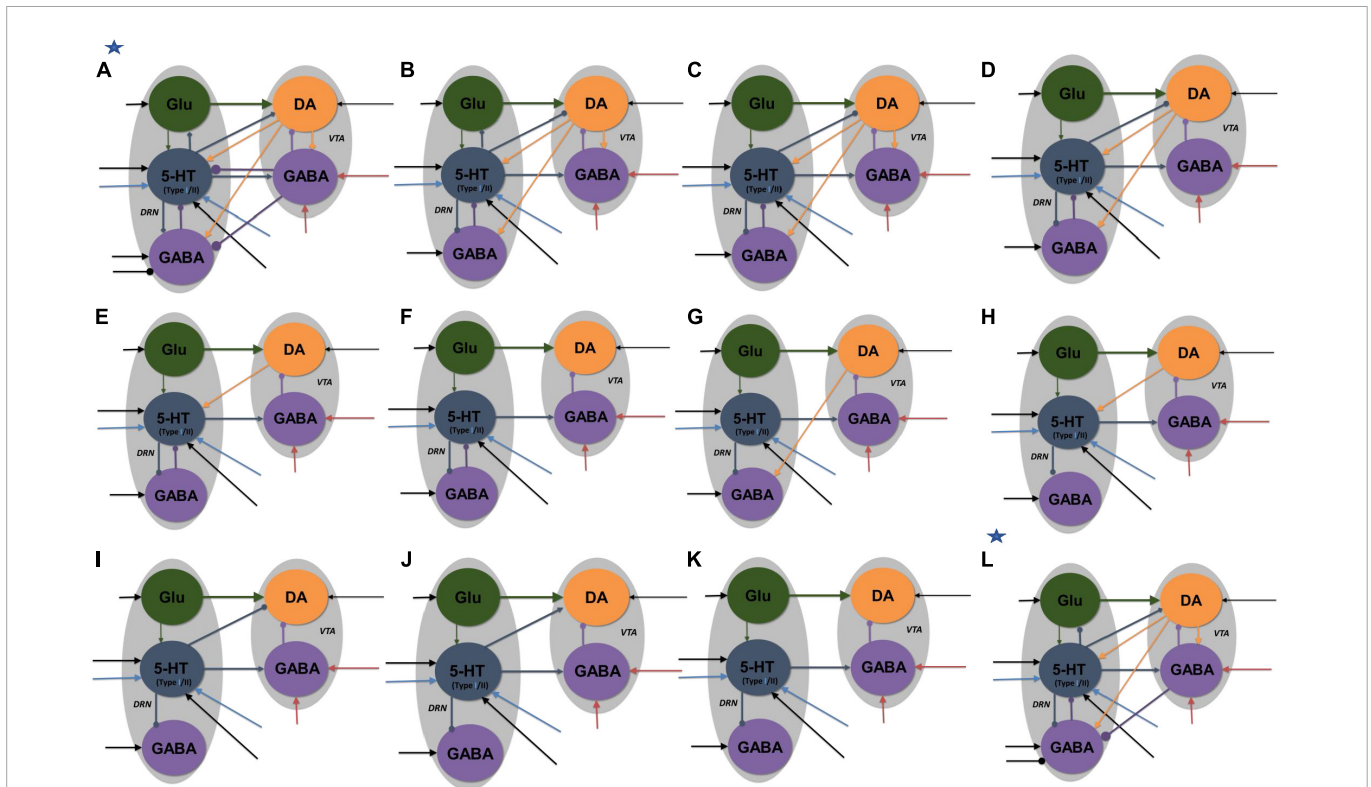 A
Glu
DA
VTA
5-HT
(Type I/II)
GABA
DRN
GABA
B
Glu
DA
VTA
5-HT
(Type I/II)
GABA
DRN
GABA
C
Glu
DA
VTA
5-HT
(Type I/II)
GABA
DRN
GABA
D
Glu
DA
VTA
5-HT
(Type I/II)
GABA
DRN
GABA
E
Glu
DA
VTA
5-HT
(Type I/II)
GABA
DRN
GABA
F
Glu
DA
VTA
5-HT
(Type I/II)
GABA
DRN
GABA
G
Glu
DA
VTA
5-HT
(Type I/II)
GABA
DRN
GABA
H
Glu
DA
VTA
5-HT
(Type I/II)
GABA
DRN
GABA
I
Glu
DA
VTA
5-HT
(Type I/II)
GABA
DRN
GABA
J
Glu
DA
VTA
5-HT
(Type I/II)
GABA
DRN
GABA
K
Glu
DA
VTA
5-HT
(Type I/II)
GABA
DRN
GABA
L
Glu
DA
VTA
5-HT
(Type I/II)
GABA
DRN
GABA